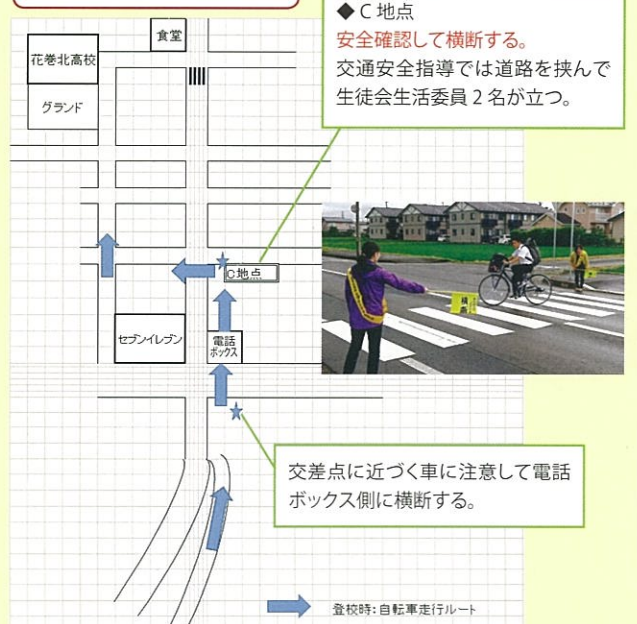 ◆ C 地点
安全確認して横断する。
交通安全指導では道路を挟んで
生徒会生活委員 2 名が立つ。
食堂
花巻北高校
グランド
C地点
横断
セブンイレブン
電話
ボックス
交差点に近づく車に注意して電話
ボックス側に横断する。
登校時：自転車走行ルート